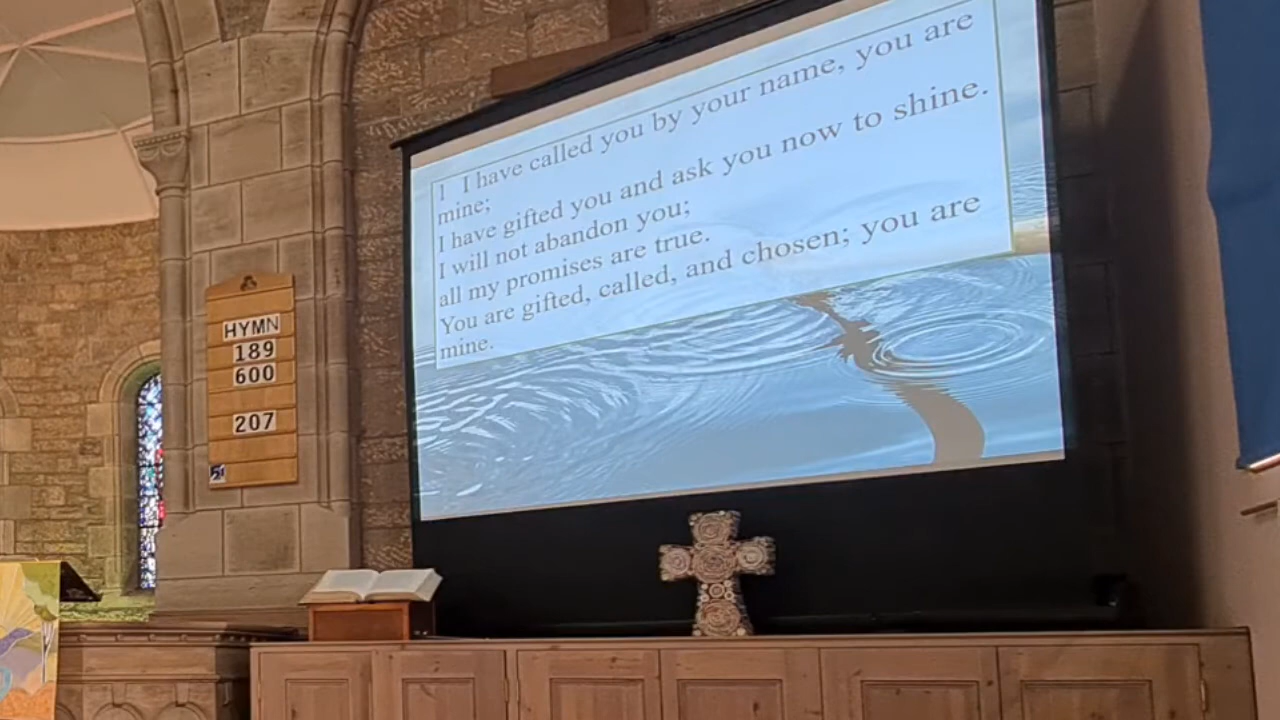 1 I have called you by your name, you are
mine;
I have gifted you and ask you now to shine.
I will not abandon you;
all my promises are true.
You are gifted, called, and chosen; you are
mine.
HYMN
189
600
207